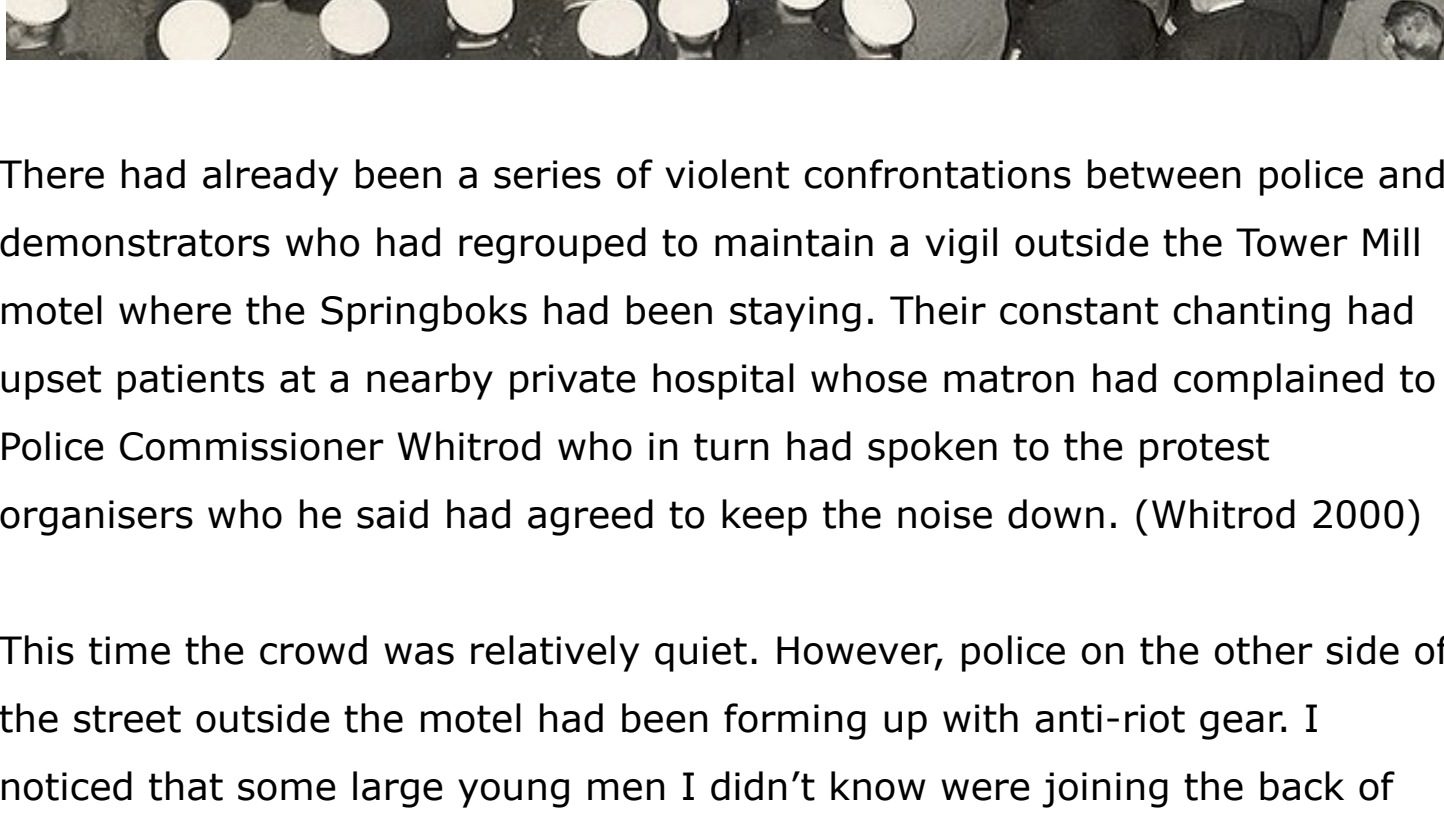 There had already been a series of violent confrontations between police and
demonstrators who had regrouped to maintain a vigil outside the Tower Mill
motel where the Springboks had been staying. Their constant chanting had
upset patients at a nearby private hospital whose matron had complained to
Police Commissioner Whitrod who in turn had spoken to the protest
organisers who he said had agreed to keep the noise down. (Whitrod 2000)
This time the crowd was relatively quiet. However, police on the other side of
the street outside the motel had been forming up with anti-riot gear. I
noticed that some large young men I didn’t know were joining the back of